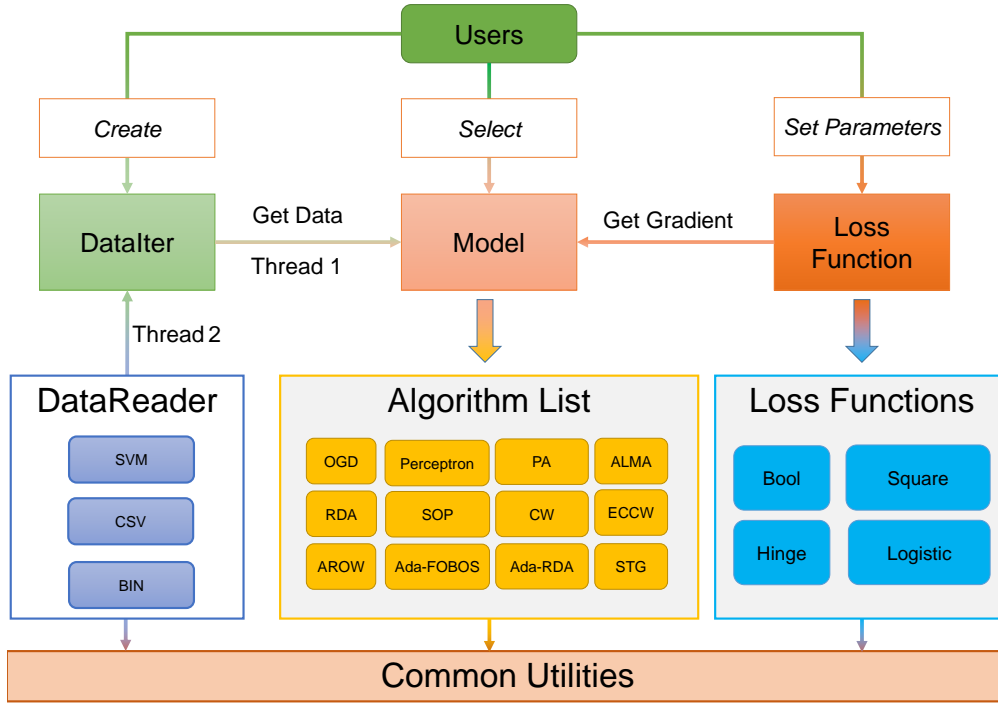 Users
Create
Select
Set Parameters
DataIter
Get Data
Thread 1
Model
Get Gradient
Loss
Function
Thread 2
DataReader
SVM
CSV
BIN
Algorithm List
OGD
Perceptron
PA
ALMA
RDA
SOP
CW
ECCW
AROW
Ada-FOBOS
Ada-RDA
STG
Loss Functions
Bool
Square
Hinge
Logistic
Common Utilities